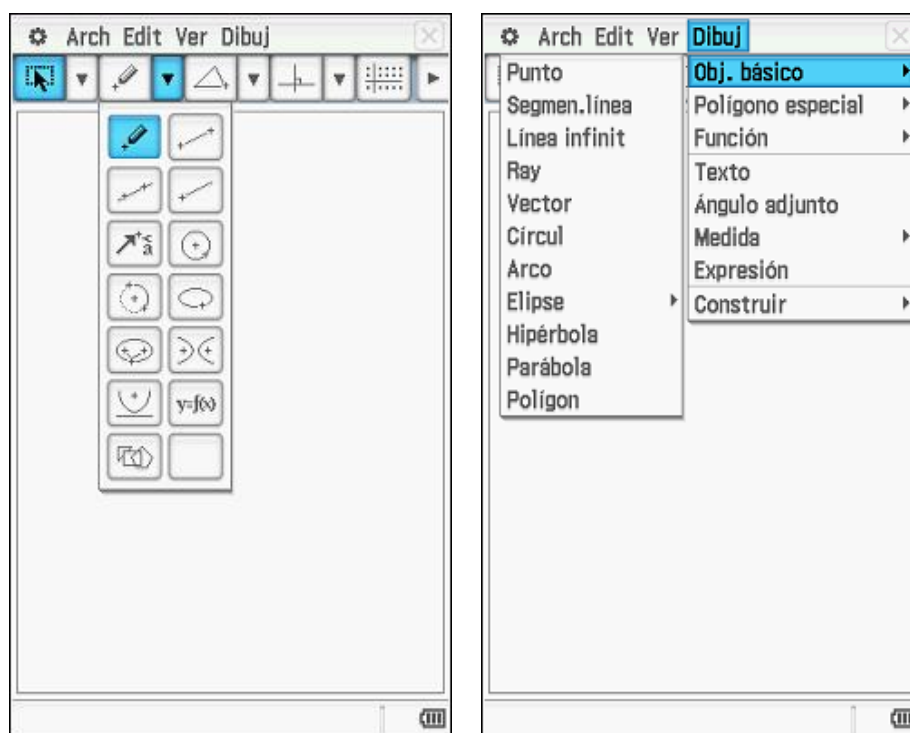 Arch Edit Ver Dibuj
a
y=f(x)
Arch Edit Ver Dibuj
Punto
Segmen.línea
Línea infinit
Ray
Vector
Círcul
Arco
Elipse
Hipérbola
Parábola
Polígon
Obj. básico
Polígono especial
Función
Texto
Ángulo adjunto
Medida
Expresión
Construir